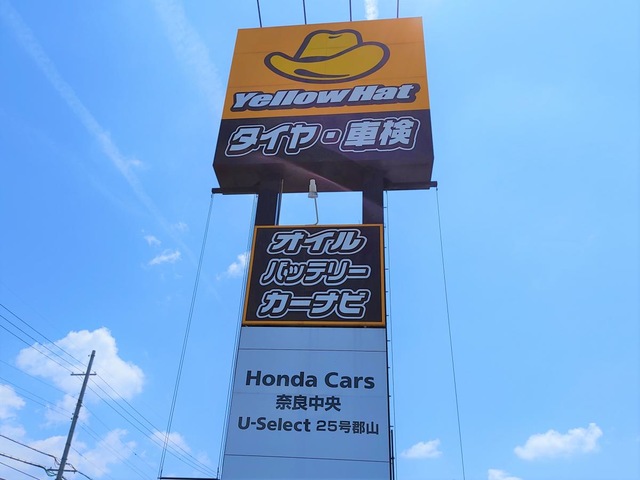 YellowHat
タイヤ・車検
オイル
バッテリー
カーナビ
Honda Cars
奈良中央
U-Select 25号郡山